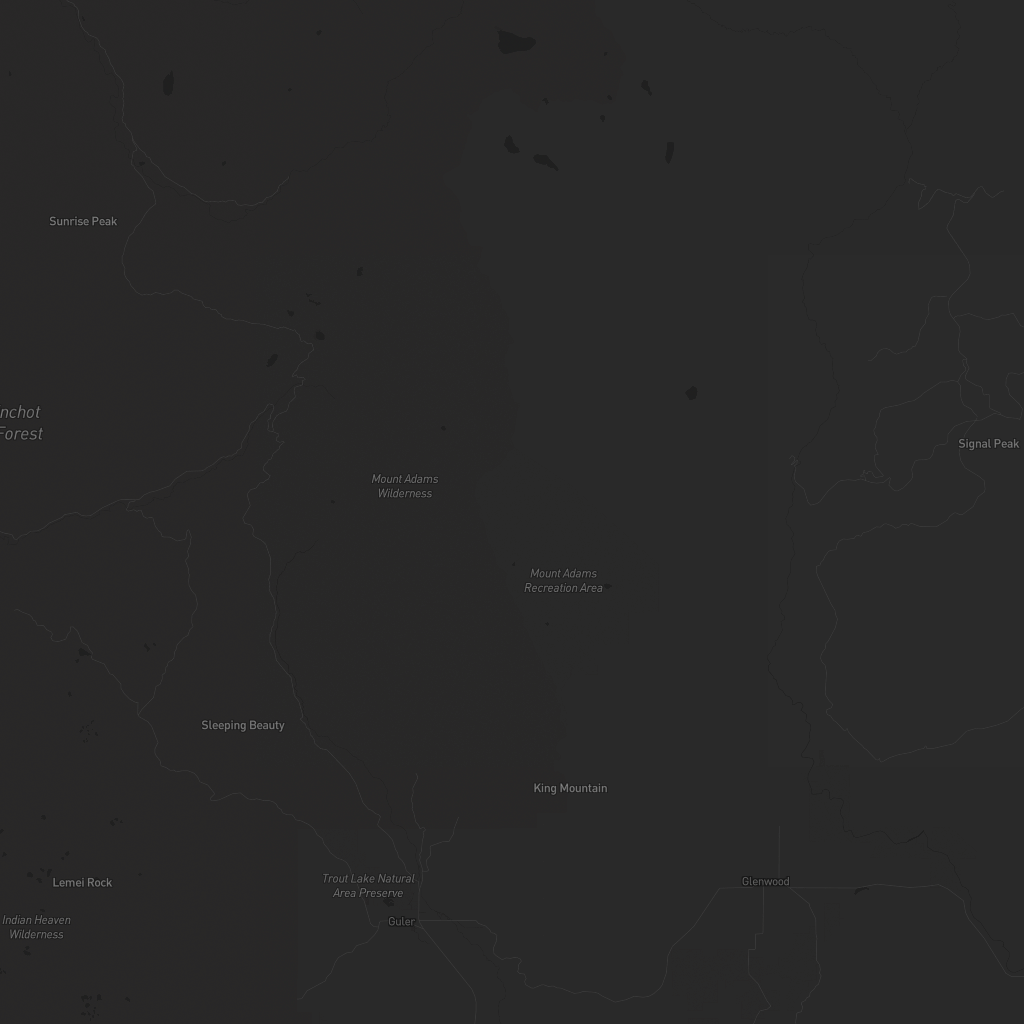 Sunrise Peak
nchot
Forest
Signal Peak
Mount Adams
Wilderness
Mount Adams
Recreation Area
Sleeping Beauty
King Mountain
Trout Lake Natural
Area Preserve
Lemei Rock
Glenwood
Indian Heaven
Wilderness
Guler